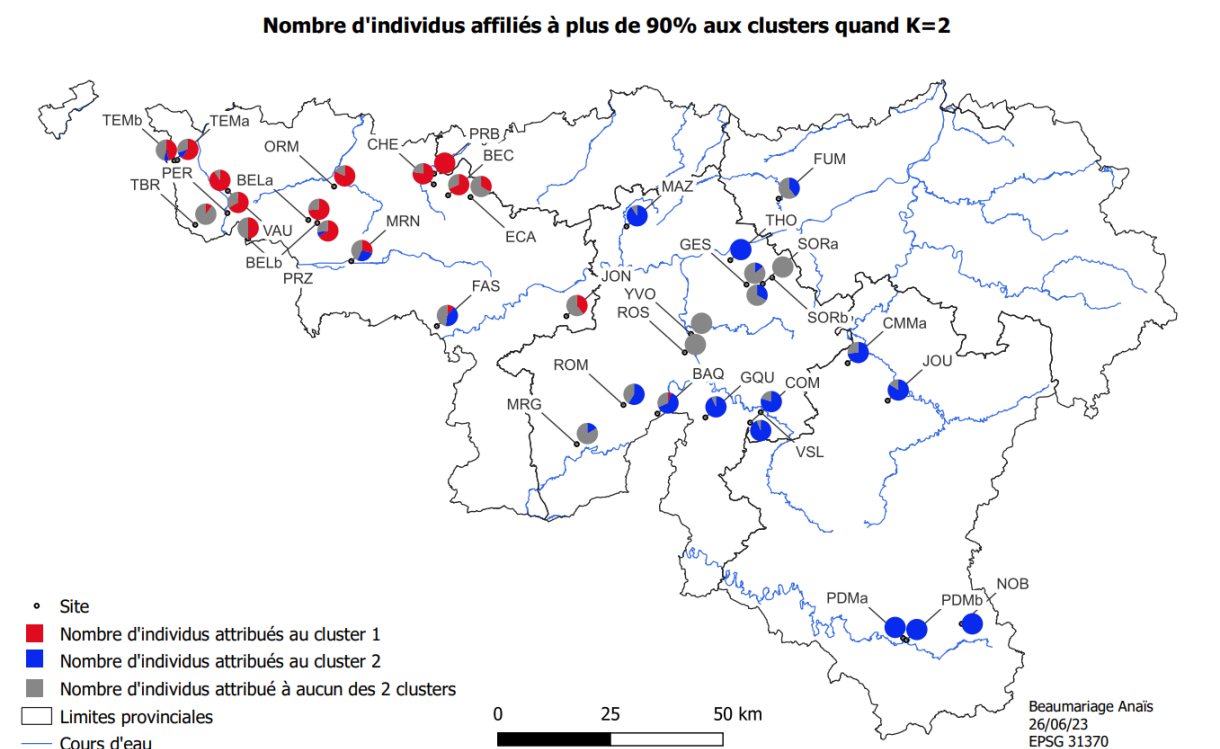 Nombre d'individus affiliés à plus de 90% aux clusters quand K=2
TEMb
TEMa
ORM
CHE
PRB
BEC
TBR
PER
BELa
VAU
BELb
PRZ
MRN
ECA
FAS
JON
MAZ
FUM
THO
GES
SORa
SORb
YVO
ROS
CMMa
JOU
ROM
BAQ
GQU
COM
MRG
VSL
PDMa
PDMb
NOB
Site
Nombre d'individus attribués au cluster 1
Nombre d'individus attribués au cluster 2
Nombre d'individus attribué à aucun des 2 clusters
Limites provinciales
Cours d'eau
0 25 50 km
Beaumariage Anaïs
26/06/23
EPSG 31370